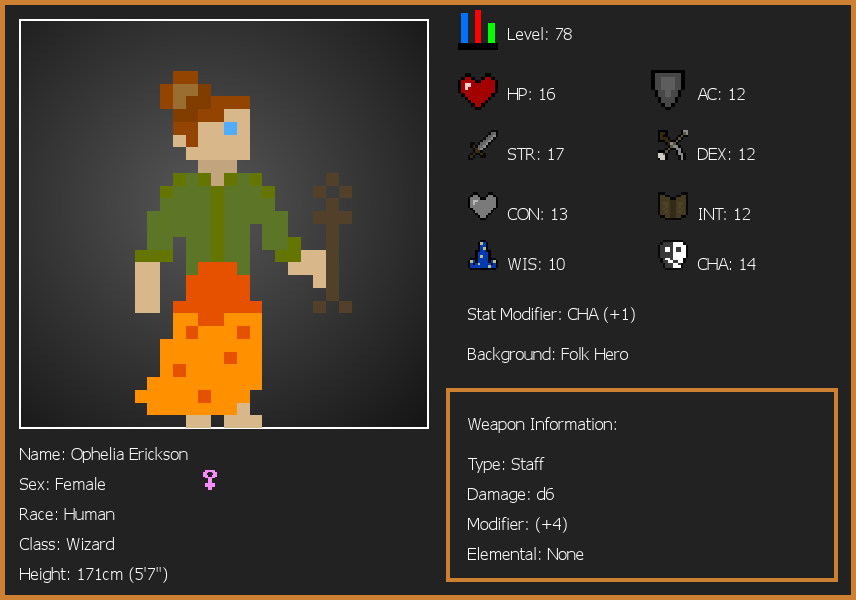 Level: 78
HP: 16
AC: 12
STR: 17
DEX: 12
CON: 13
INT: 12
WIS: 10
CHA: 14
Stat Modifier: CHA (+1)
Background: Folk Hero
Weapon Information:
Type: Staff
Damage: d6
Modifier: (+4)
Elemental: None
Name: Ophelia Erickson
Sex: Female
Race: Human
Class: Wizard
Height: 171cm (5'7")